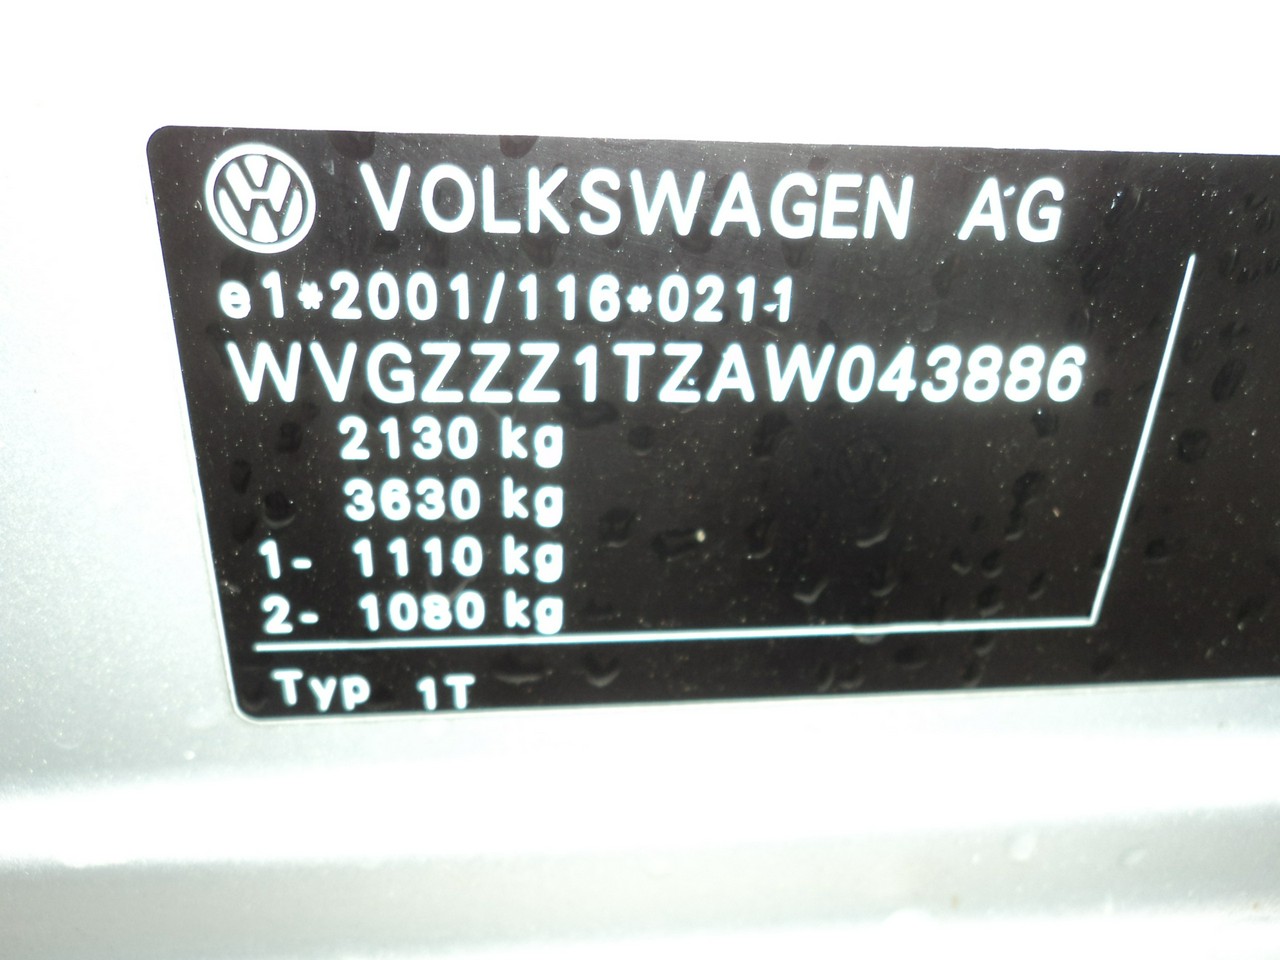 VOLKSWAGEN AG
e1*2001/116*0211
WVGZZZ1TZAW043886
2130 kg
3630 kg
1- 1110 kg
2- 1080 kg
Typ 1T